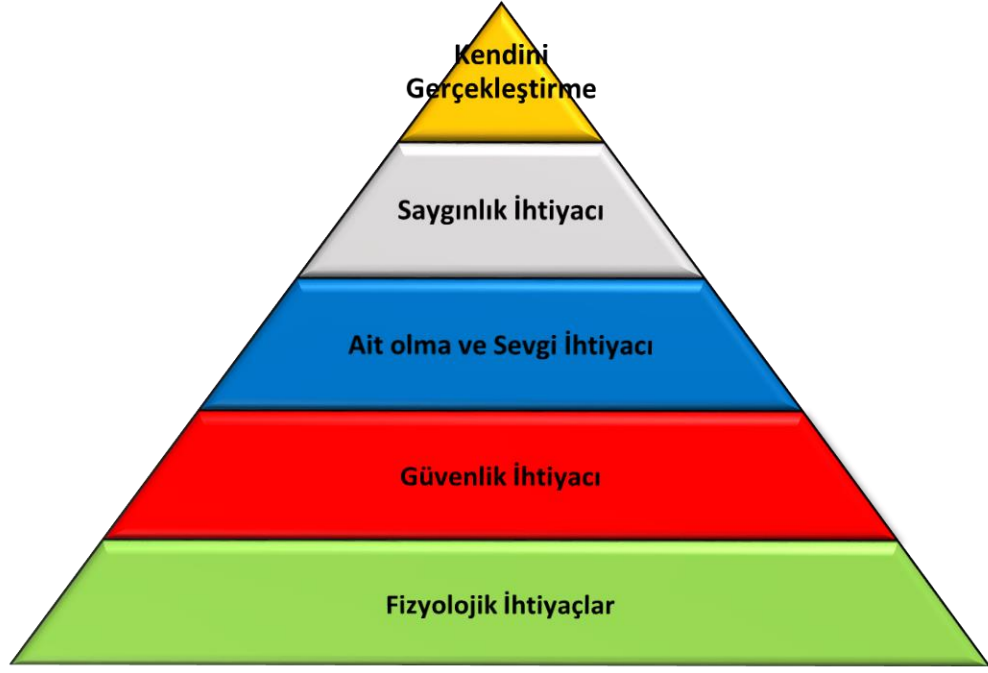 Kendini
Gerçekleştirme
Saygınlık İhtiyacı
Ait olma ve Sevgi İhtiyacı
Güvenlik İhtiyacı
Fizyolojik İhtiyaçlar